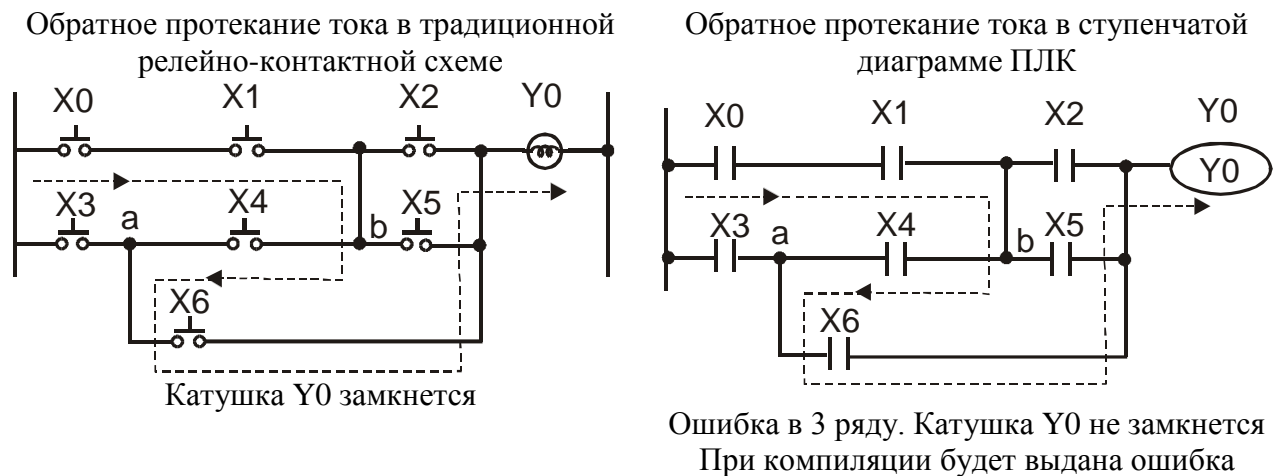 Обратное протекание тока в традиционной
релейно-контактной схеме
X0 X1 X2 Y0
X3 a X4 b X5
X6
Катушка Y0 замкнется
Обратное протекание тока в ступенчатой
диаграмме ПЛК
X0 X1 X2 Y0
Y0
X3 a X4 b X5
X6
Ошибка в 3 ряду. Катушка Y0 не замкнется
При компиляции будет выдана ошибка